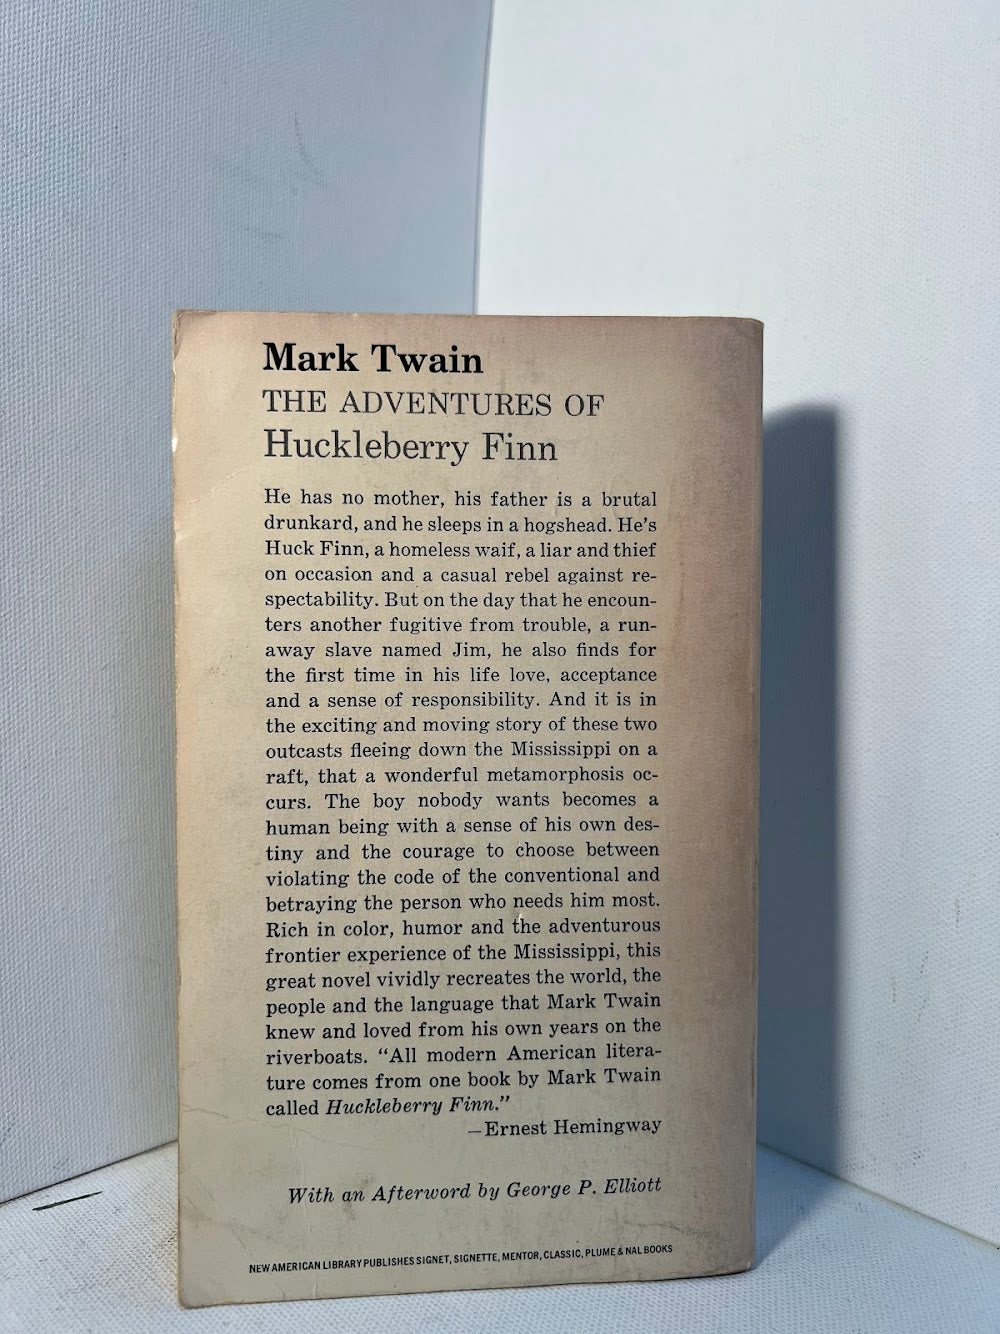 Mark Twain
THE ADVENTURES OF
Huckleberry Finn
He has no mother, his father is a brutal
drunkard, and he sleeps in a hogshead. He's
Huck Finn, a homeless waif, a liar and thief
on occasion and a casual rebel against re-
spectability. But on the day that he encoun-
ters another fugitive from trouble, a run-
away slave named Jim, he also finds for
the first time in his life love, acceptance
and a sense of responsibility. And it is in
the exciting and moving story of these two
outcasts fleeing down the Mississippi on a
raft, that a wonderful metamorphosis oc-
curs. The boy nobody wants becomes a
human being with a sense of his own des-
tiny and the courage to choose between
violating the code of the conventional and
betraying the person who needs him most.
Rich in color, humor and the adventurous
frontier experience of the Mississippi, this
great novel vividly recreates the world, the
people and the language that Mark Twain
knew and loved from his own years on the
riverboats. "All modern American litera-
ture comes from one book by Mark Twain
called Huckleberry Finn."
—Ernest Hemingway
With an Afterword by George P. Elliott
NEW AMERICAN LIBRARY PUBLISHES SIGNET, SIGNETTE, MENTOR, CLASSIC, PLUME & NAL BOOKS